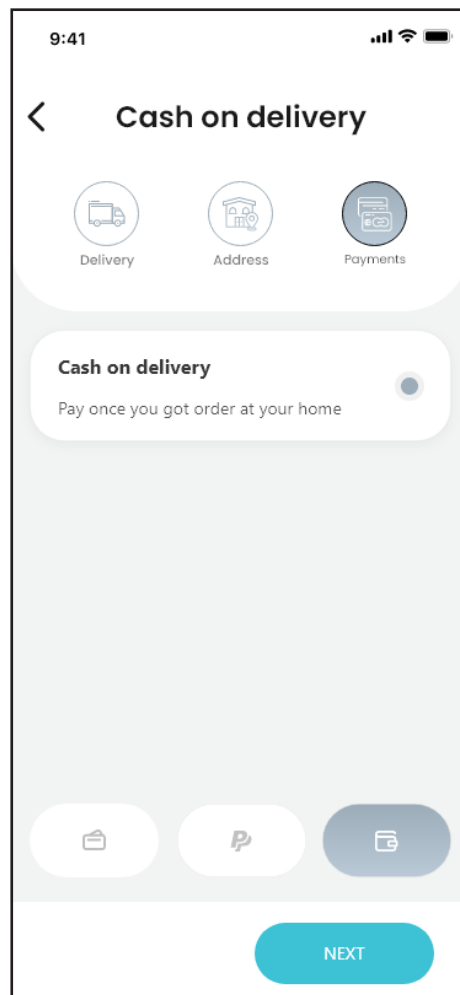 9:41
Cash on delivery
Delivery Address Payments
Cash on delivery
Pay once you got order at your home
NEXT